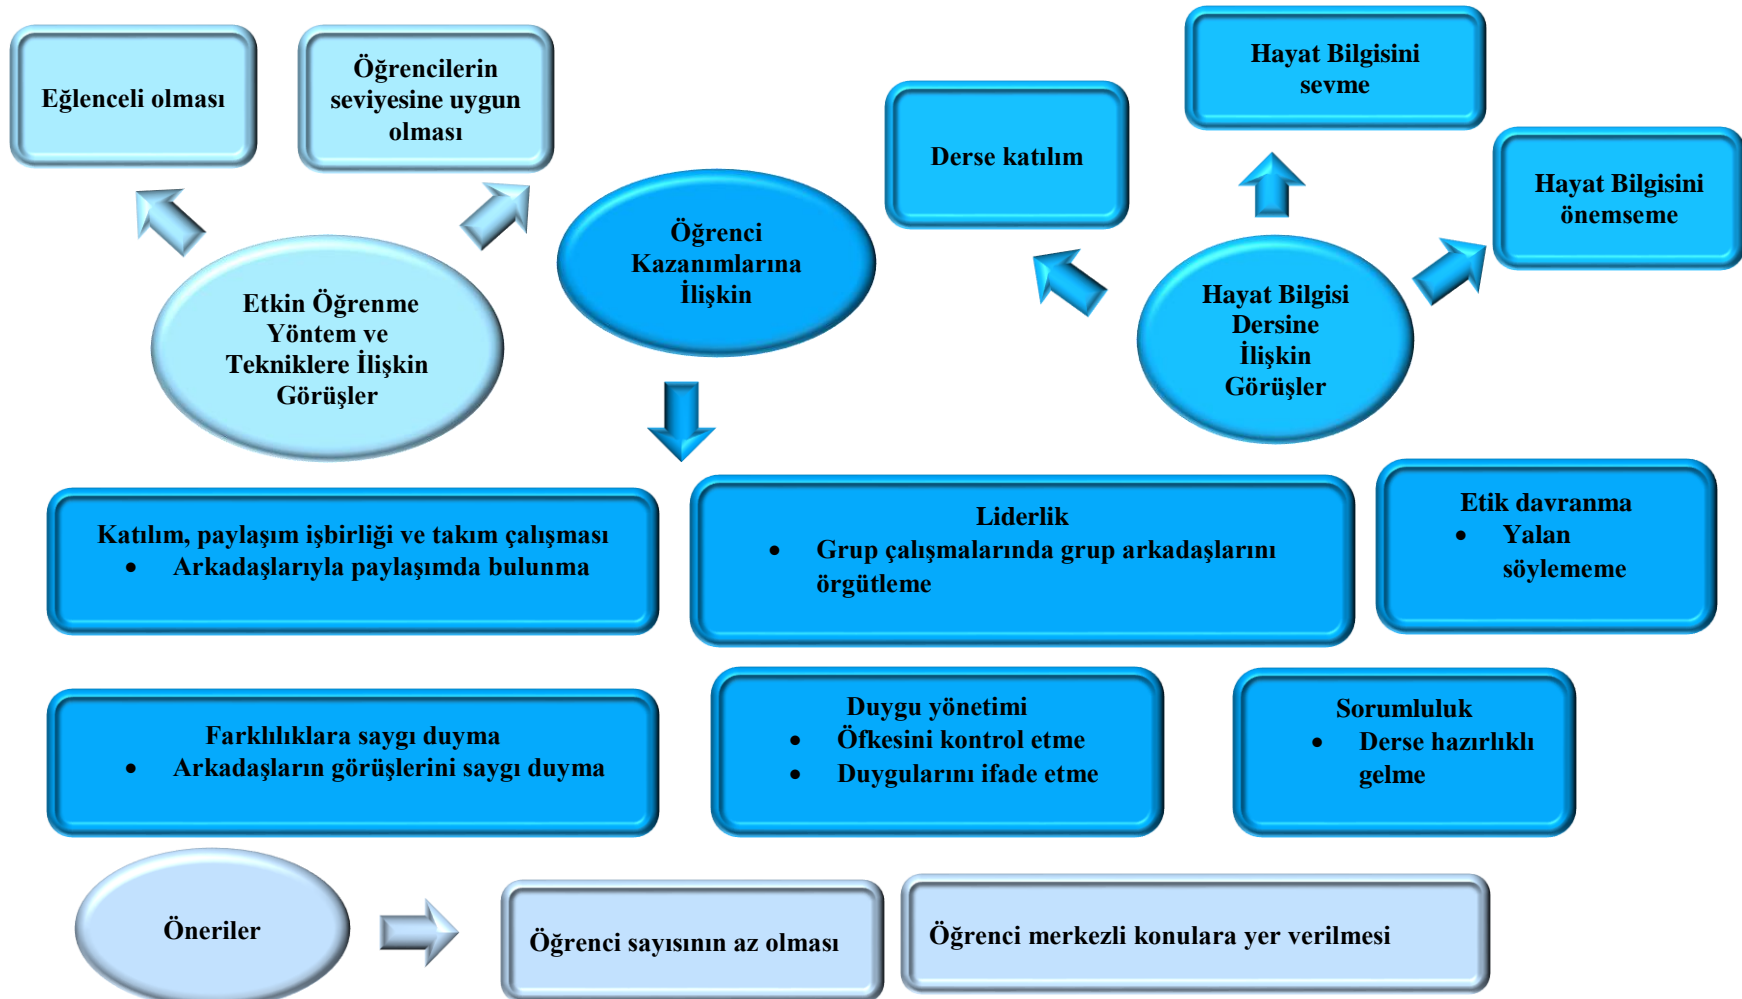 Eğlenceli olması
Öğrencilerin
seviyesine uygun
olması
Etkin Öğrenme
Yöntem ve
Tekniklere İlişkin
Görüşler
Öğrenci
Kazanımlarına
İlişkin
Derse katılım
Hayat Bilgisini
sevme
Hayat Bilgisini
önemseme
Hayat Bilgisi
Dersine
İlişkin
Görüşler
Katılım, paylaşım işbirliği ve takım çalışması
• Arkadaşlarıyla paylaşımda bulunma
Liderlik
• Grup çalışmalarında grup arkadaşlarını
örgütleme
Etik davranma
• Yalan
söylememe
Farklılıklara saygı duyma
• Arkadaşların görüşlerini saygı duyma
Duygu yönetimi
• Öfkesini kontrol etme
• Duygularını ifade etme
Sorumluluk
• Derse hazırlıklı
gelme
Öneriler
Öğrenci sayısının az olması
Öğrenci merkezli konulara yer verilmesi